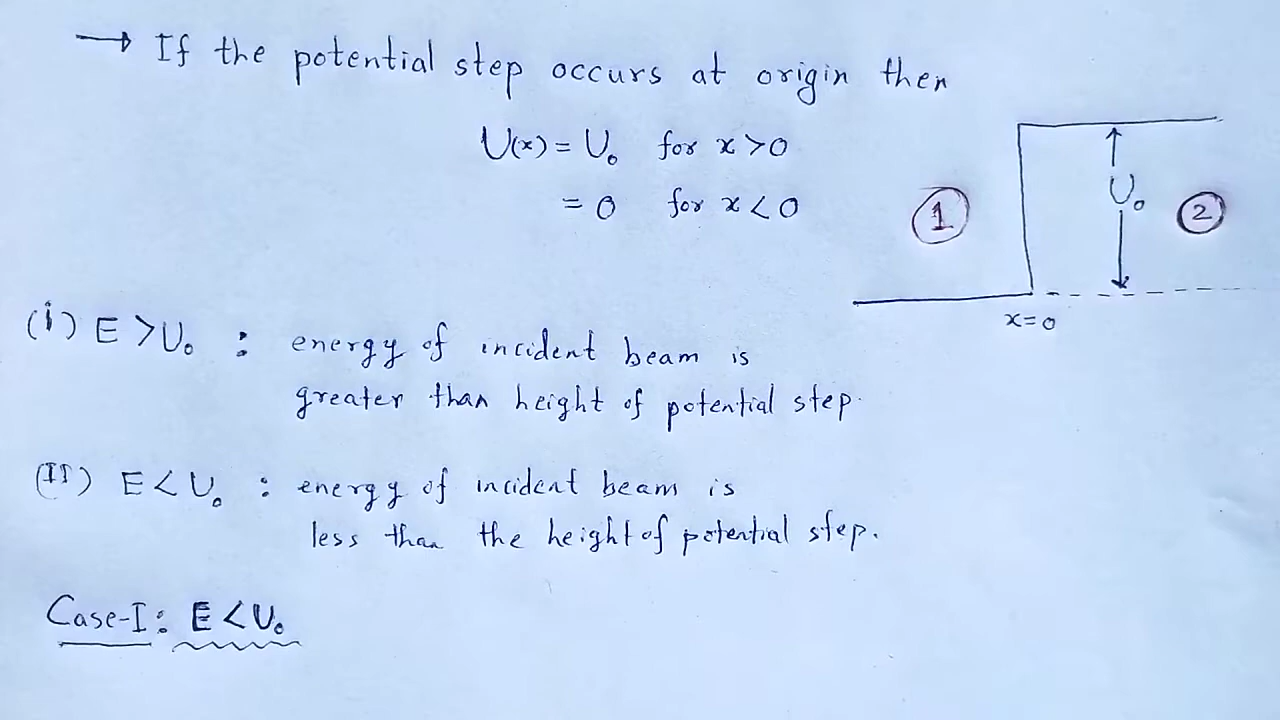 → If the potential step occurs at origin then
U(x) = U₀ for x > 0
= 0 for x < 0
U₀
1
2
x = 0
(i) E > U₀ : energy of incident beam is
greater than height of potential step.
(II) E < U₀ : energy of incident beam is
less than the height of potential step.
Case-I: E < U₀